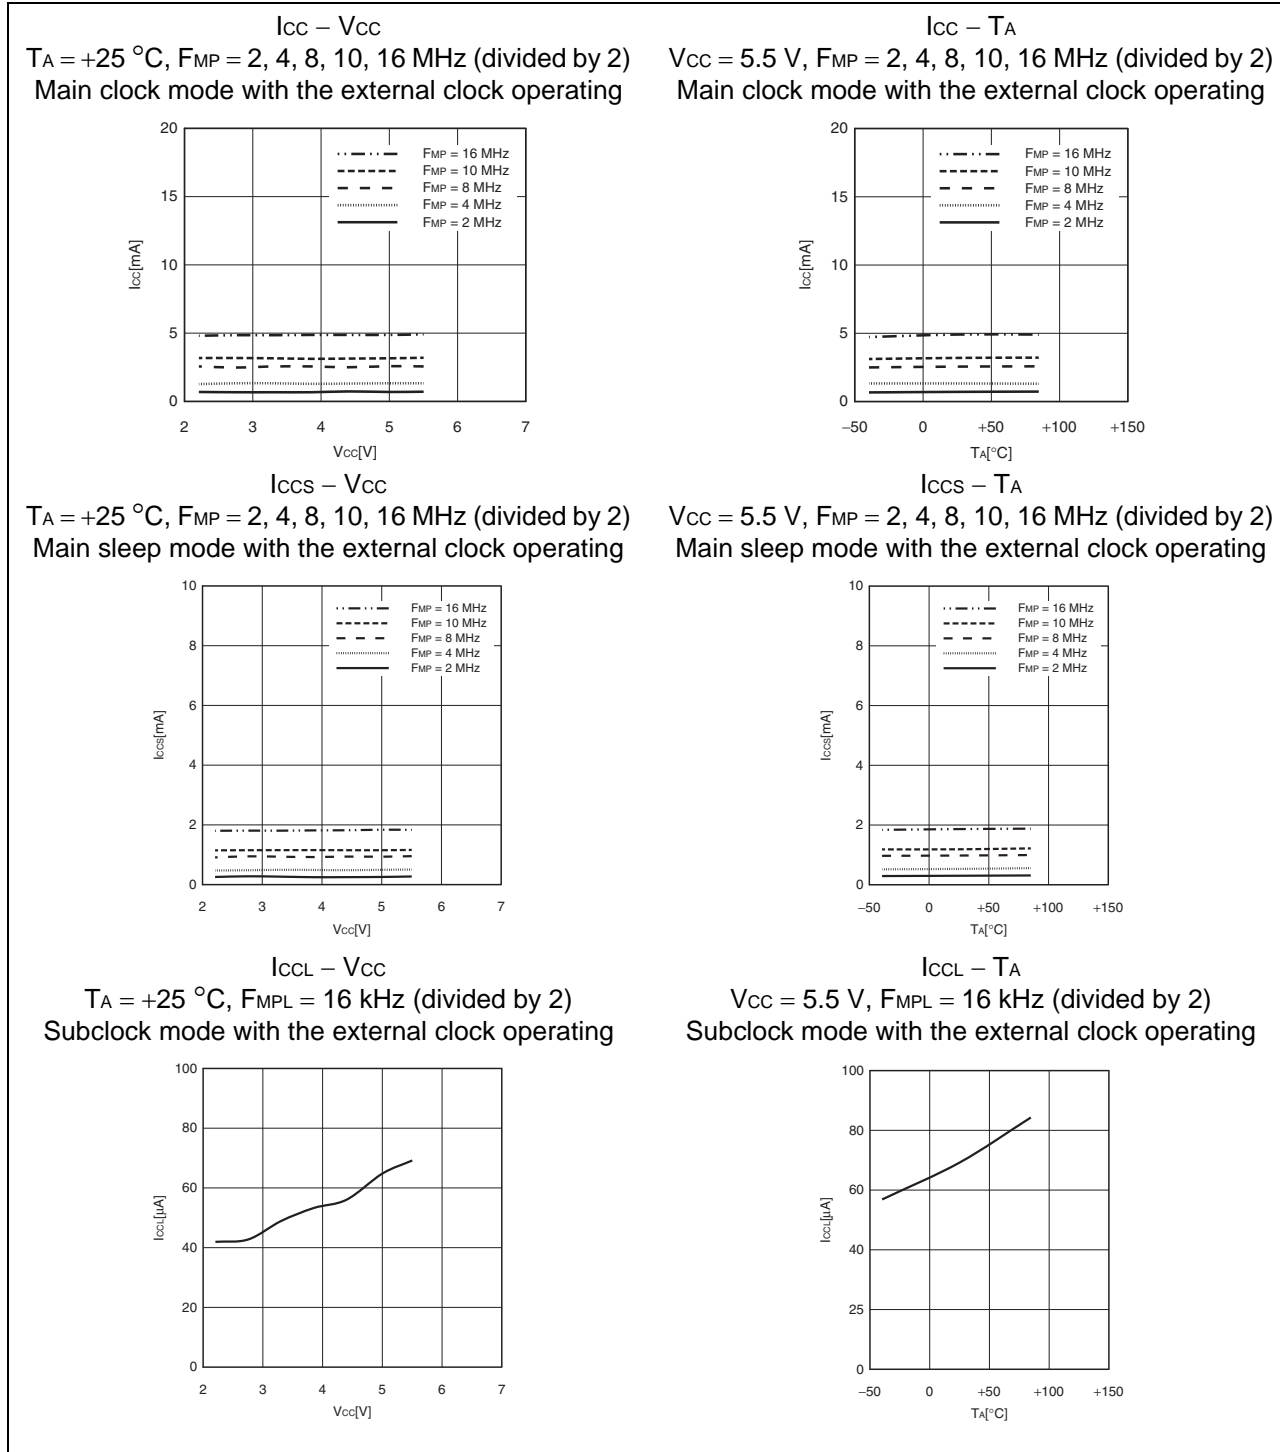 ICC − VCC
TA = +25 °C, FMP = 2, 4, 8, 10, 16 MHz (divided by 2)
Main clock mode with the external clock operating
20
15
10
5
0
ICC[mA]
FMP = 16 MHz
FMP = 10 MHz
FMP = 8 MHz
FMP = 4 MHz
FMP = 2 MHz
2 3 4 5 6 7
VCC[V]
ICC − TA
VCC = 5.5 V, FMP = 2, 4, 8, 10, 16 MHz (divided by 2)
Main clock mode with the external clock operating
20
15
10
5
0
ICC[mA]
FMP = 16 MHz
FMP = 10 MHz
FMP = 8 MHz
FMP = 4 MHz
FMP = 2 MHz
−50 0 +50 +100 +150
TA[°C]
ICCS − VCC
TA = +25 °C, FMP = 2, 4, 8, 10, 16 MHz (divided by 2)
Main sleep mode with the external clock operating
10
8
6
4
2
0
ICCS[mA]
FMP = 16 MHz
FMP = 10 MHz
FMP = 8 MHz
FMP = 4 MHz
FMP = 2 MHz
2 3 4 5 6 7
VCC[V]
ICCS − TA
VCC = 5.5 V, FMP = 2, 4, 8, 10, 16 MHz (divided by 2)
Main sleep mode with the external clock operating
10
8
6
4
2
0
ICCS[mA]
FMP = 16 MHz
FMP = 10 MHz
FMP = 8 MHz
FMP = 4 MHz
FMP = 2 MHz
−50 0 +50 +100 +150
TA[°C]
ICCL − VCC
TA = +25 °C, FMPL = 16 kHz (divided by 2)
Subclock mode with the external clock operating
100
80
60
40
20
0
ICCL[µA]
2 3 4 5 6 7
VCC[V]
ICCL − TA
VCC = 5.5 V, FMPL = 16 kHz (divided by 2)
Subclock mode with the external clock operating
100
80
60
40
25
0
ICCL[µA]
−50 0 +50 +100 +150
TA[°C]